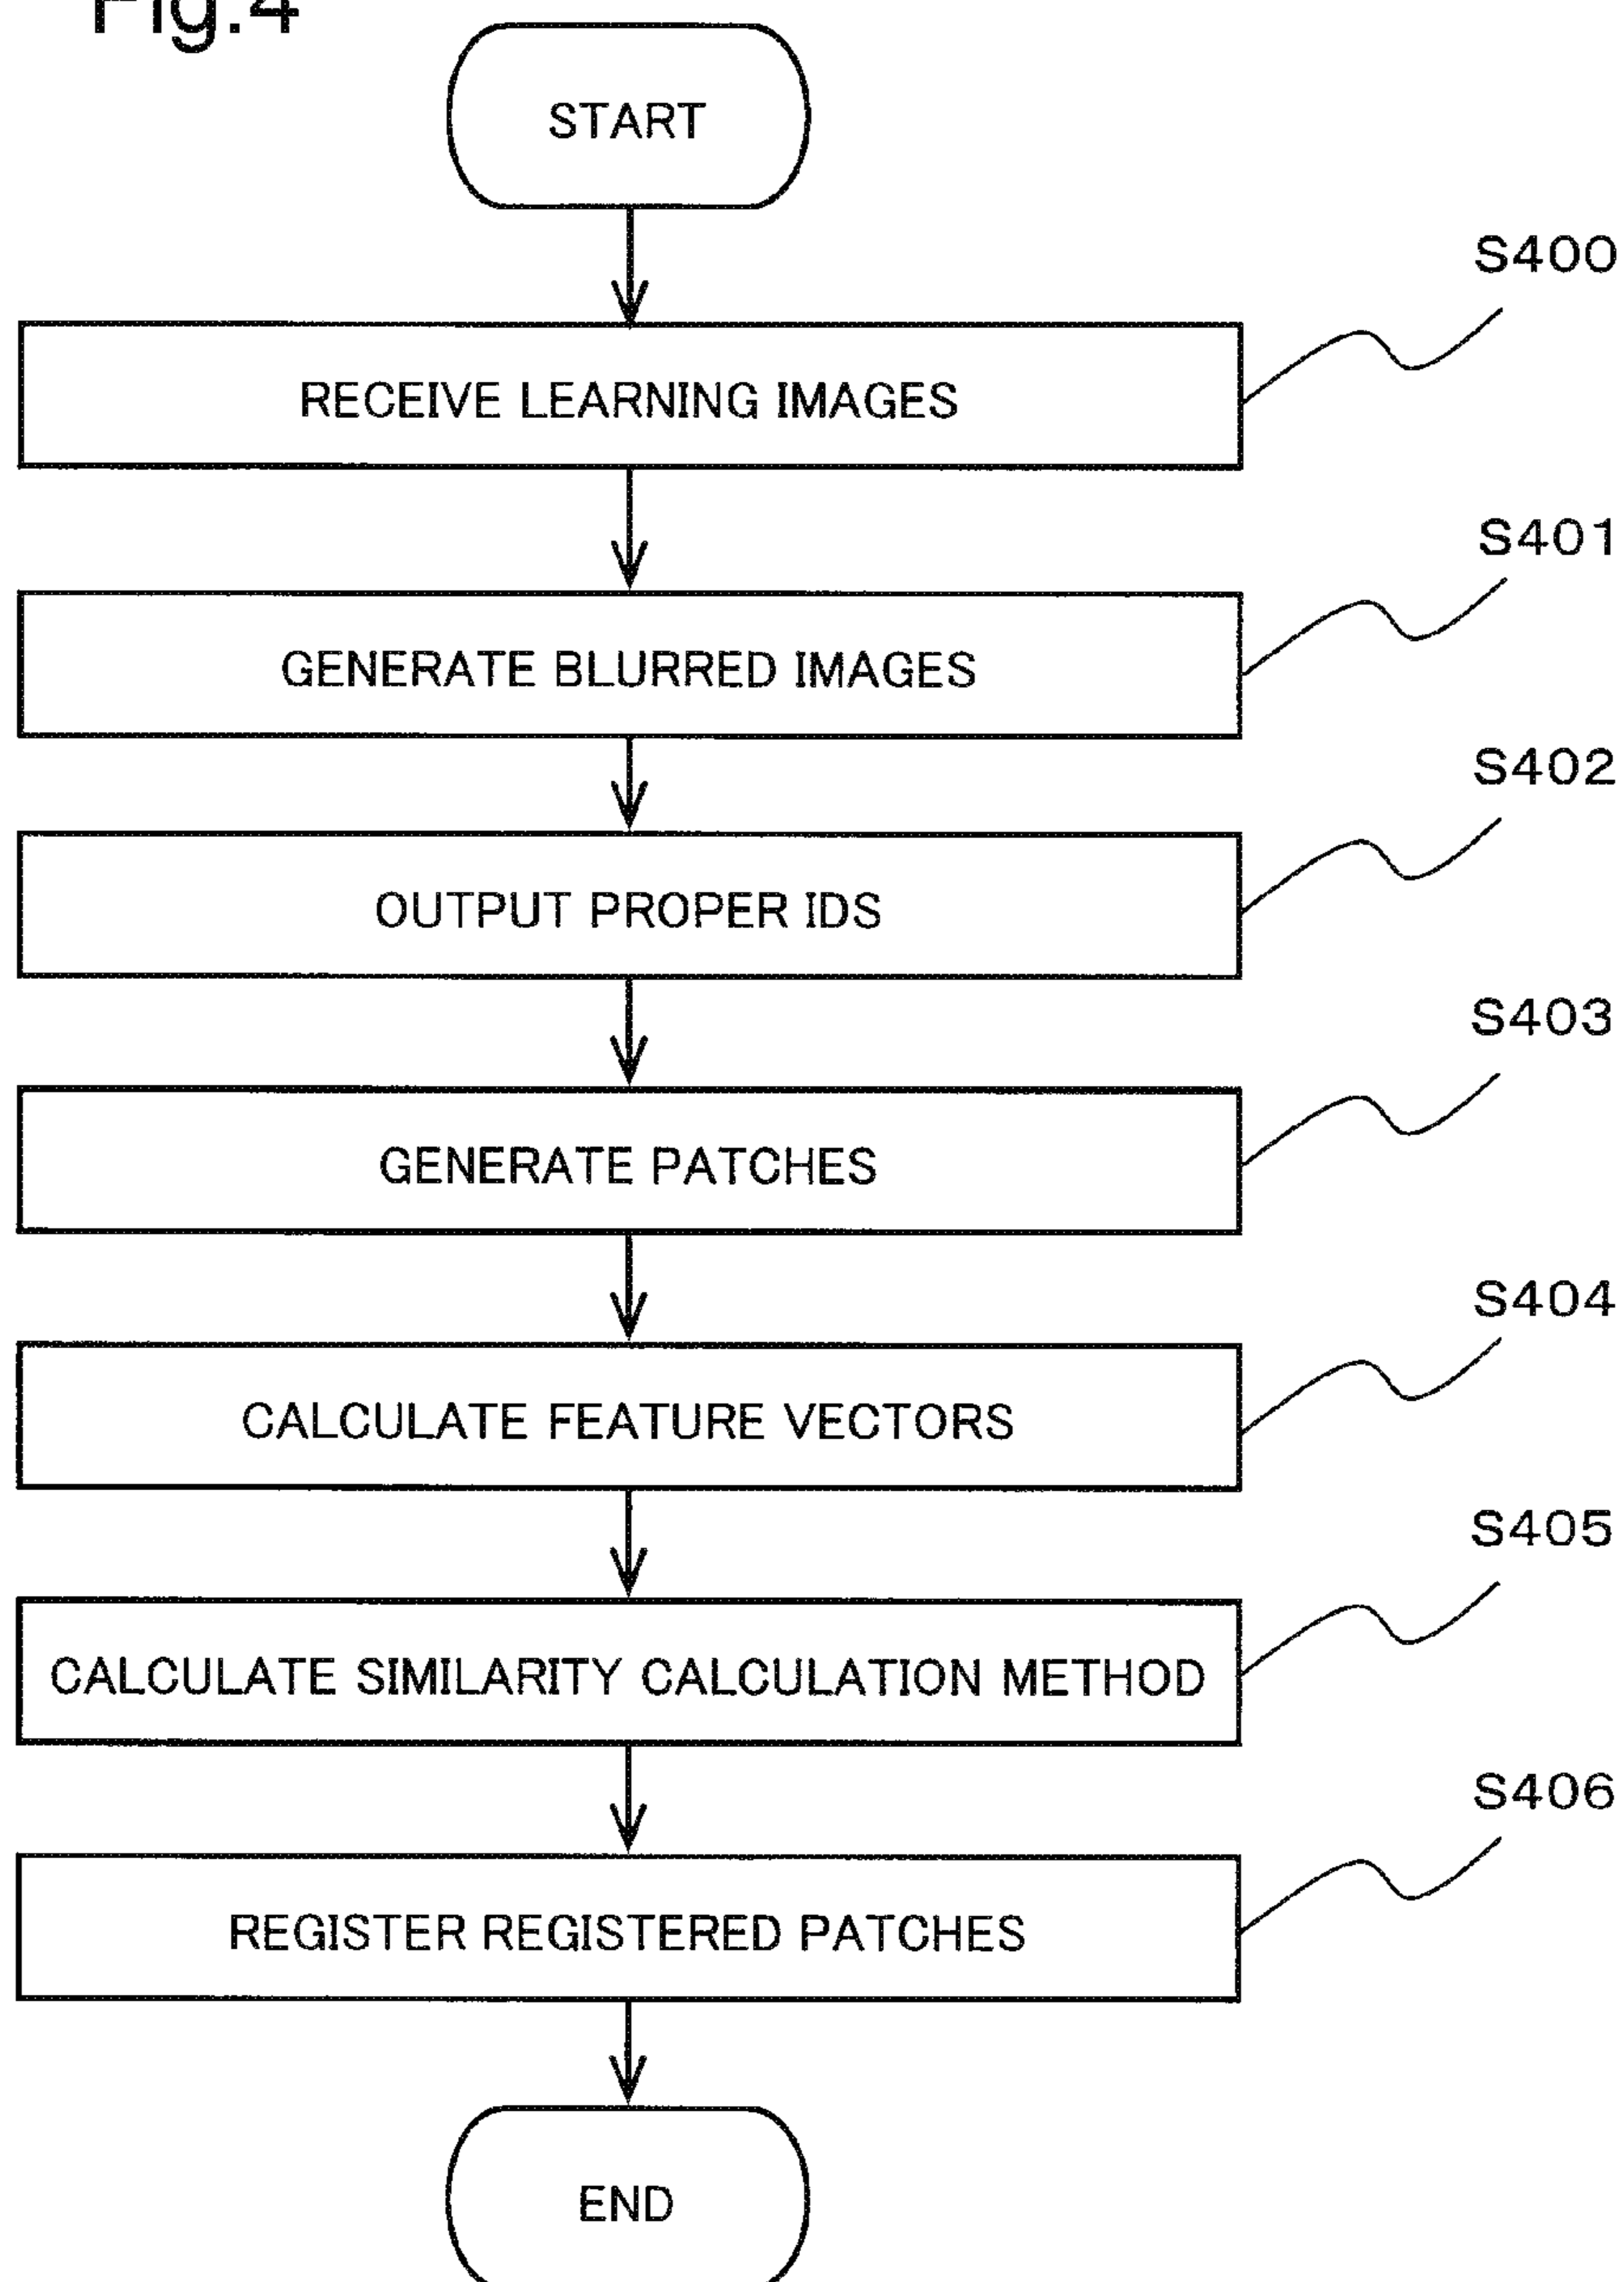 Fig.4
START
S400
RECEIVE LEARNING IMAGES
S401
GENERATE BLURRED IMAGES
S402
OUTPUT PROPER IDS
S403
GENERATE PATCHES
S404
CALCULATE FEATURE VECTORS
S405
CALCULATE SIMILARITY CALCULATION METHOD
S406
REGISTER REGISTERED PATCHES
END